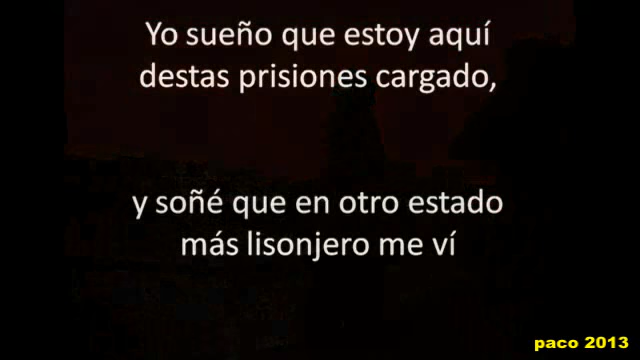 Yo sueño que estoy aquí
destas prisiones cargado,
y soñé que en otro estado
más lisonjero me ví
paco 2013